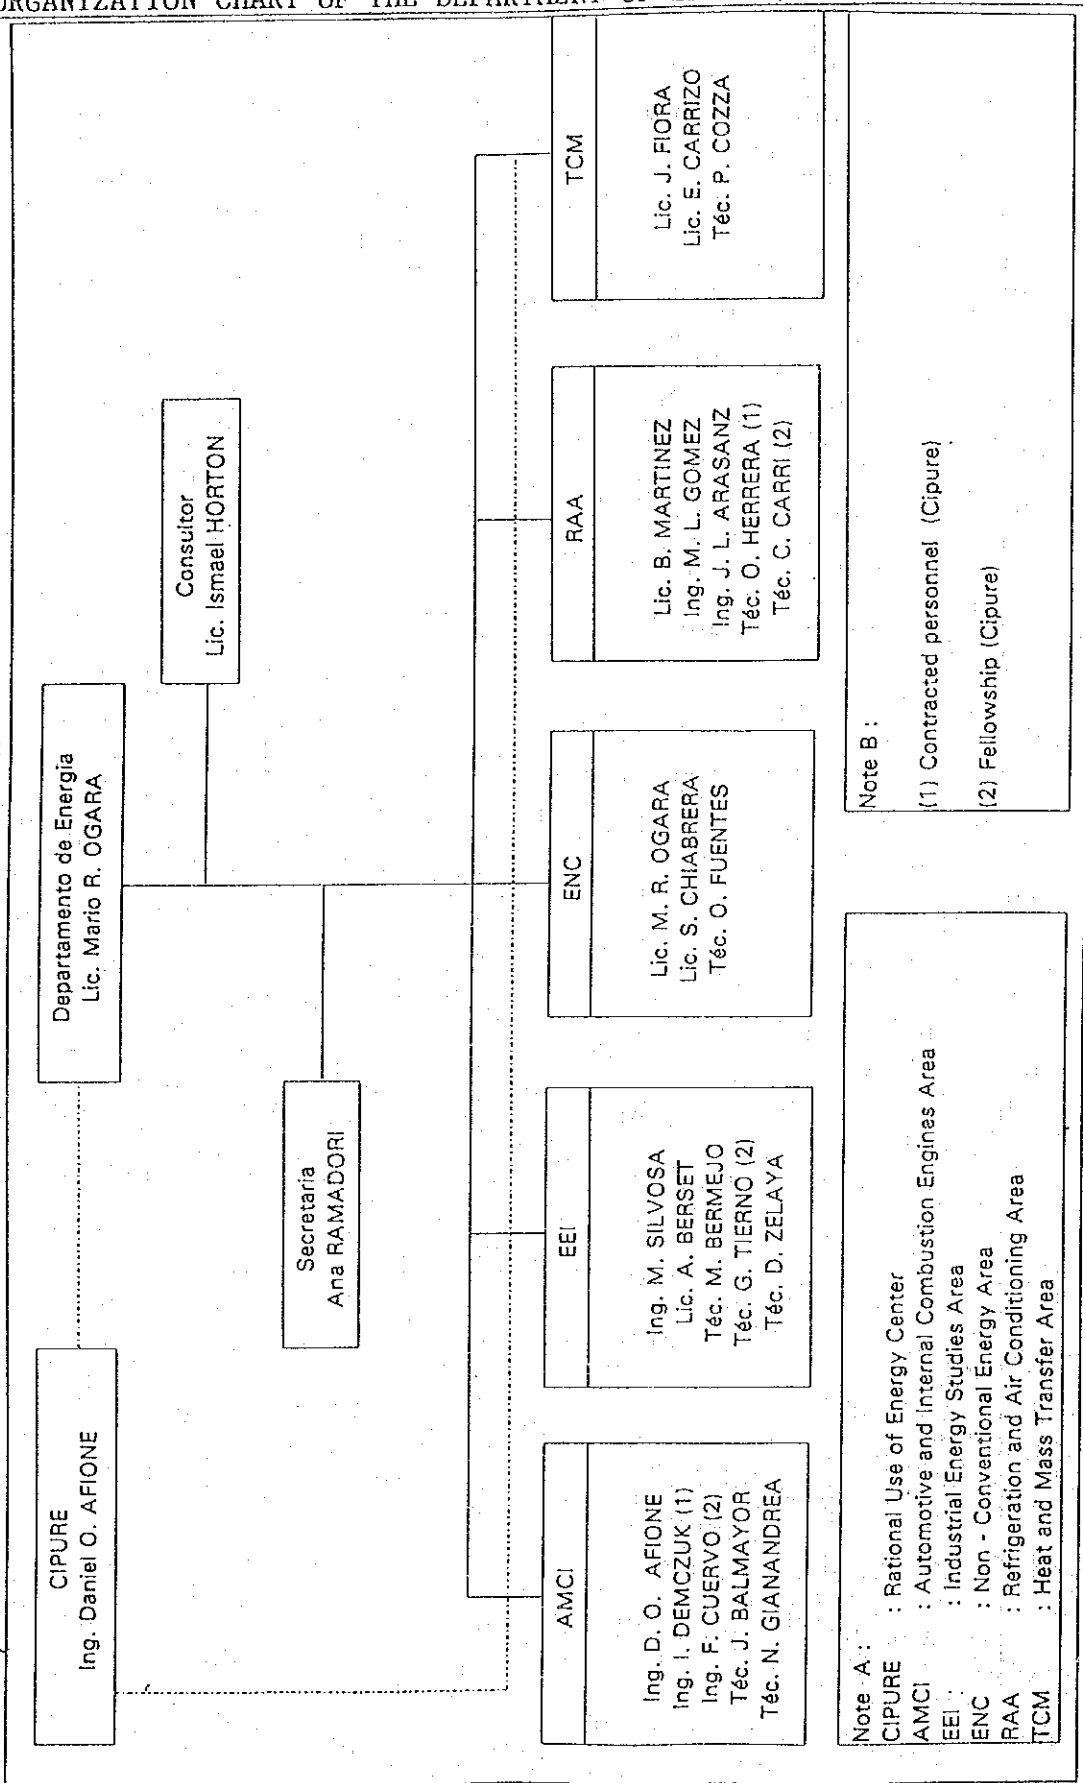 ORGANIZATION CHART OF THE DEPARTMENT OF
CIPURE
Ing. Daniel O. AFIONE
Departamento de Energía
Lic. Mario R. OGARA
Consultor
Lic. Ismael HORTON
Secretaria
Ana RAMADORI
AMCI
Ing. D. O. AFIONE
Ing. I. DEMCZUK (1)
Ing. F. CUERVO (2)
Téc. J. BALMAYOR
Téc. N. GIANANDREA
EEI
Ing. M. SILVOSA
Lic. A. BERSET
Téc. M. BERMEJO
Téc. G. TIERNO (2)
Téc. D. ZELAYA
ENC
Lic. M. R. OGARA
Lic. S. CHIABRERA
Téc. O. FUENTES
RAA
Lic. B. MARTINEZ
Ing. M. L. GOMEZ
Ing. J. L. ARASANZ
Téc. O. HERRERA (1)
Téc. C. CARRI (2)
TCM
Lic. J. FIORA
Lic. E. CARRIZO
Téc. P. COZZA
Note A :
CIPURE : Rational Use of Energy Center
AMCI : Automotive and Internal Combustion Engines Area
EEI : Industrial Energy Studies Area
ENC : Non - Conventional Energy Area
RAA : Refrigeration and Air Conditioning Area
TCM : Heat and Mass Transfer Area
Note B :
(1) Contracted personnel (Cipure)
(2) Fellowship (Cipure)